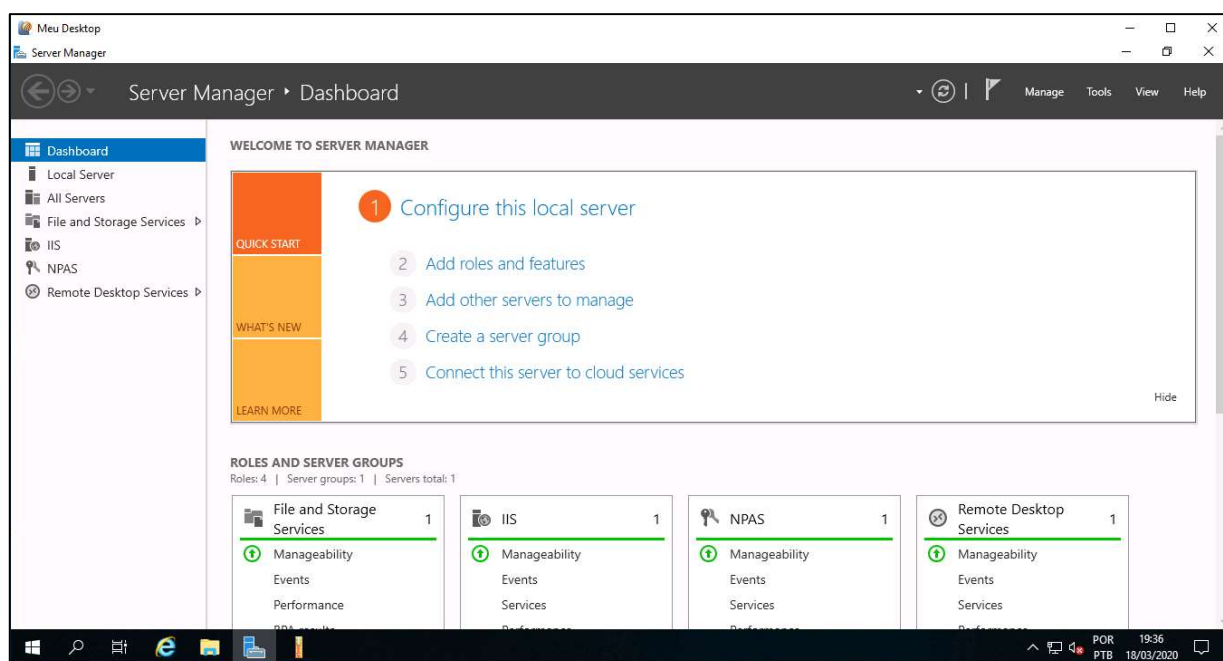 Meu Desktop
Server Manager
Server Manager • Dashboard
Manage Tools View Help
Dashboard
Local Server
All Servers
File and Storage Services
IIS
NPAS
Remote Desktop Services
WELCOME TO SERVER MANAGER
QUICK START
WHAT'S NEW
LEARN MORE
1 Configure this local server
2 Add roles and features
3 Add other servers to manage
4 Create a server group
5 Connect this server to cloud services
Hide
ROLES AND SERVER GROUPS
Roles: 4 | Server groups: 1 | Servers total: 1
File and Storage
Services 1
Manageability
Events
Performance
BPA results
IIS 1
Manageability
Events
Services
Performance
NPAS 1
Manageability
Events
Services
Performance
Remote Desktop
Services 1
Manageability
Events
Services
Performance
POR 19:36
PTB 18/03/2020